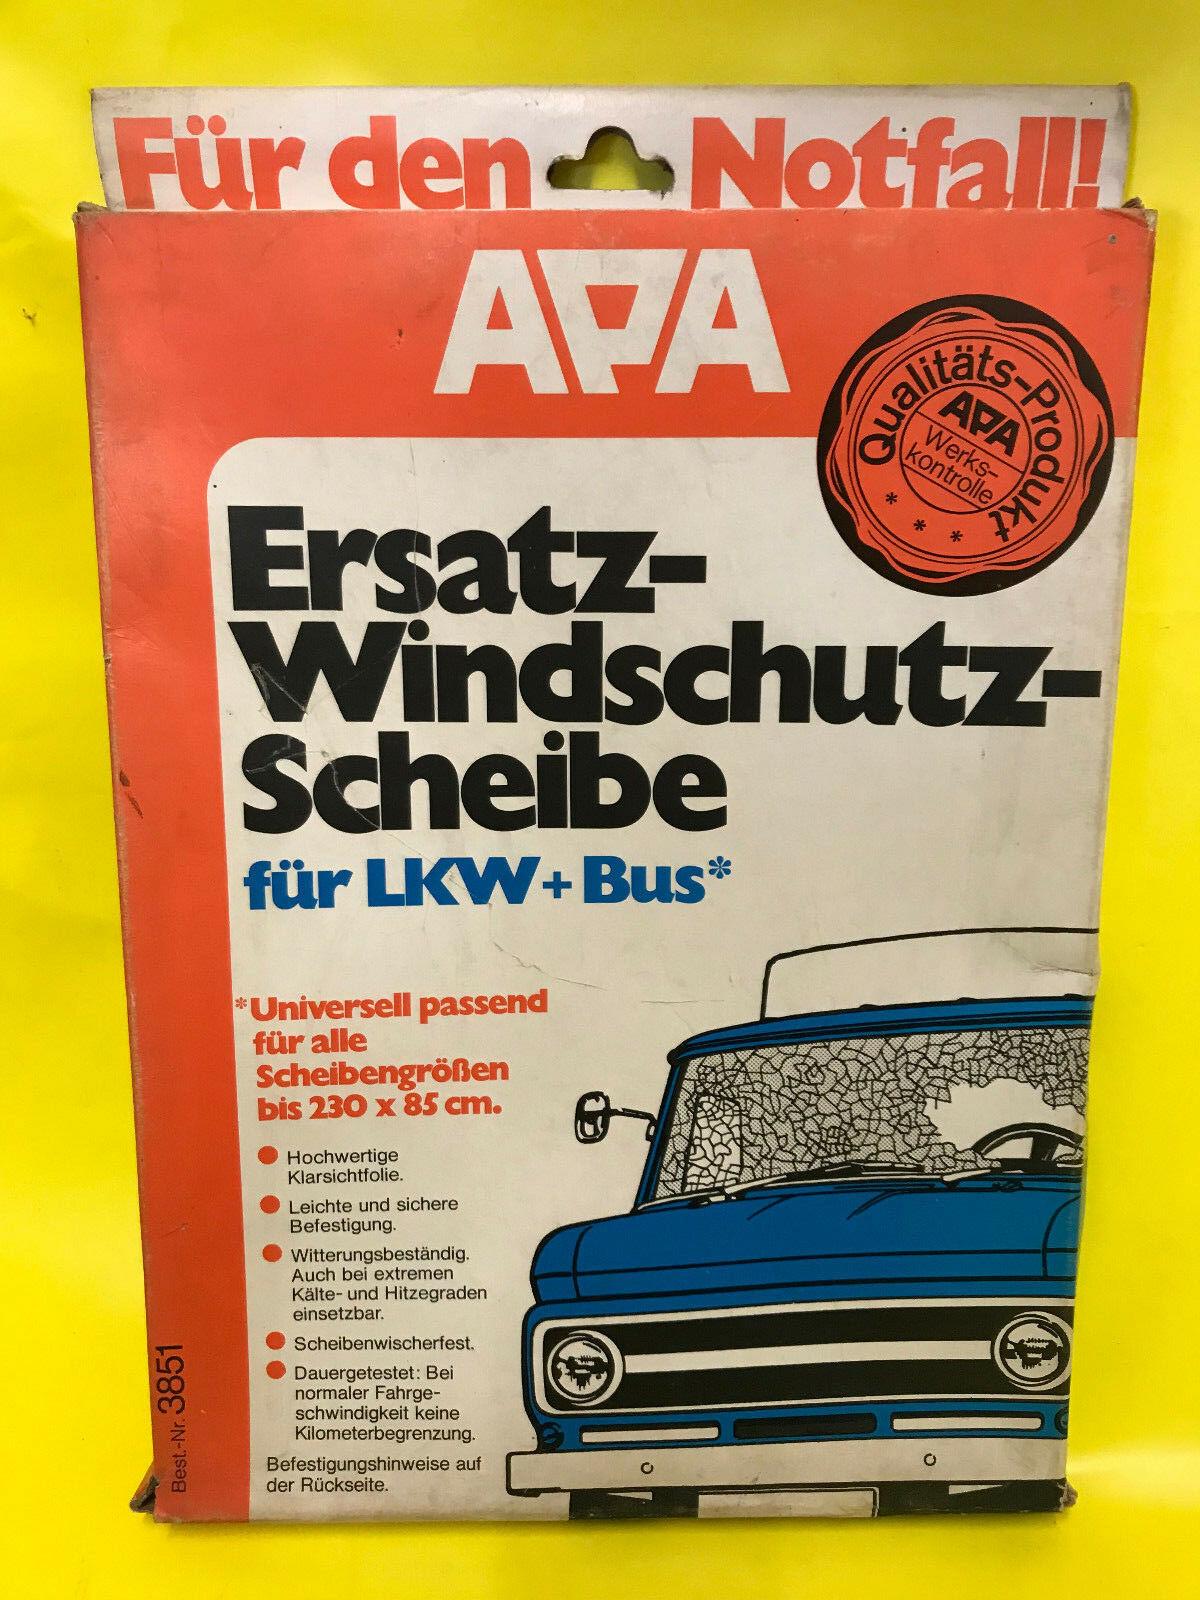 Für den Notfall!
APA
Qualitäts-Produkt
APA
Werks-
kontrolle
* * *
Ersatz-
Windschutz-
Scheibe
für LKW + Bus*
*Universell passend
für alle
Scheibengrößen
bis 230 x 85 cm.
Hochwertige
Klarsichtfolie.
Leichte und sichere
Befestigung.
Witterungsbeständig.
Auch bei extremen
Kälte- und Hitzegraden
einsetzbar.
Scheibenwischerfest.
Dauergetestet: Bei
normaler Fahrge-
schwindigkeit keine
Kilometerbegrenzung.
Befestigungshinweise auf
der Rückseite.
Best.-Nr. 3851